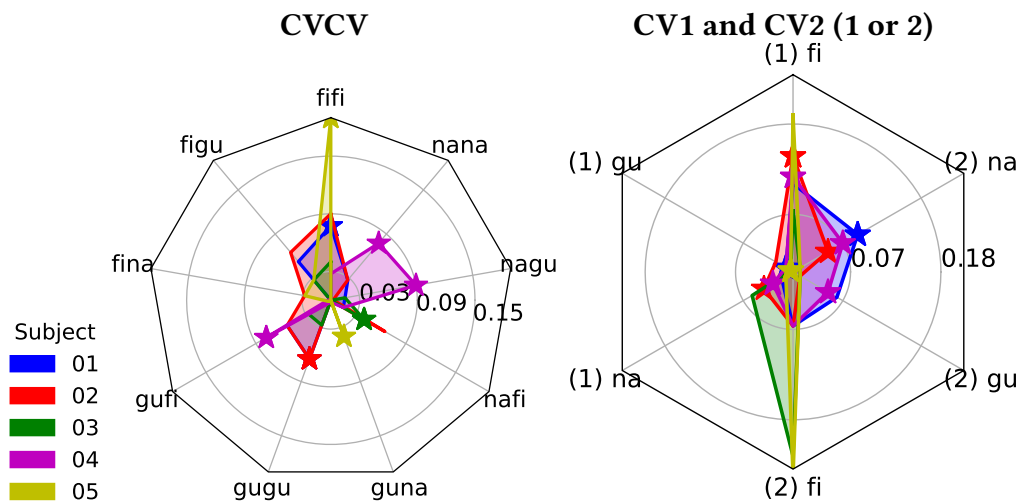 CVCV
CV1 and CV2 (1 or 2)
fifi
figu
nana
fina
nagu
gufi
nafi
gugu
guna
0.03
0.09
0.15
(1) fi
(1) gu
(2) na
0.07
0.18
(1) na
(2) gu
(2) fi
Subject
01
02
03
04
05